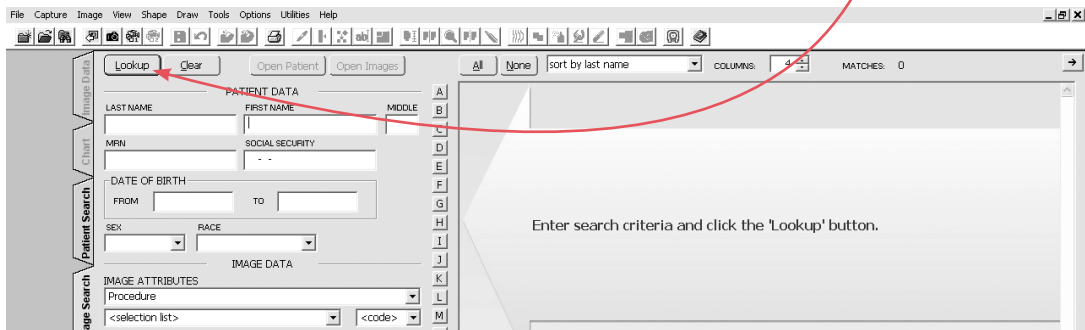 File Capture Image View Shape Draw Tools Options Utilities Help
Lookup Clear Open Patient Open Images All None sort by last name COLUMNS: 4 MATCHES: 0
Image Data
Chart
Patient Search
age Search
PATIENT DATA
LAST NAME FIRST NAME MIDDLE
MRN SOCIAL SECURITY
- -
DATE OF BIRTH
FROM TO
SEX RACE
IMAGE DATA
IMAGE ATTRIBUTES
Procedure
<selection list> <code>
A
B
C
D
E
F
G
H
I
J
K
L
M
Enter search criteria and click the 'Lookup' button.